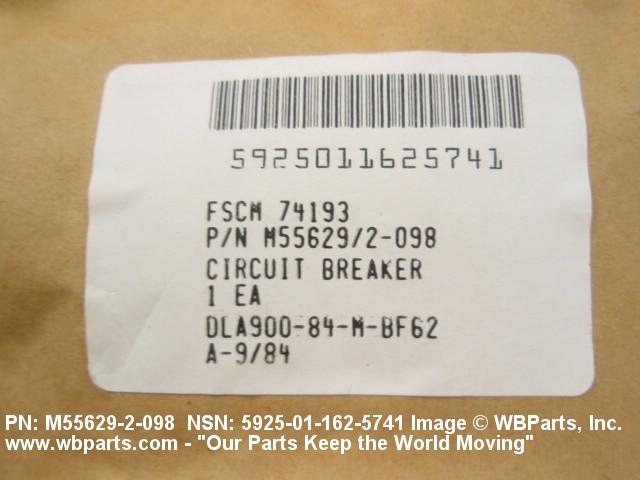 5925011625741
FSCM 74193
P/N M55629/2-098
CIRCUIT BREAKER
1 EA
DLA900-84-M-BF62
A-9/84
PN: M55629-2-098 NSN: 5925-01-162-5741 Image © WBParts, Inc.
www.wbparts.com - "Our Parts Keep the World Moving"